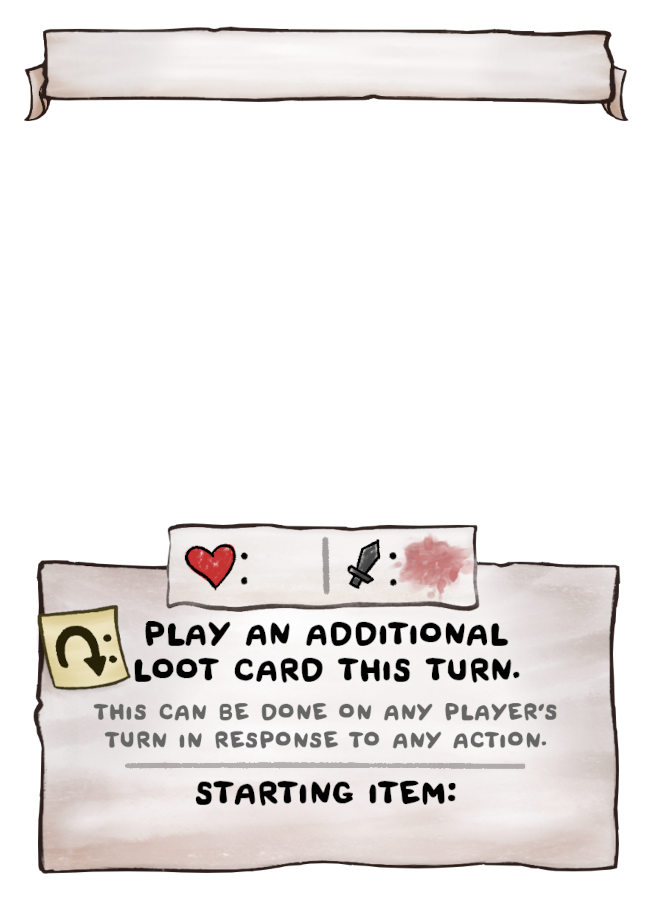 :
:
PLAY AN ADDITIONAL
LOOT CARD THIS TURN.
THIS CAN BE DONE ON ANY PLAYER'S
TURN IN RESPONSE TO ANY ACTION.
STARTING ITEM: